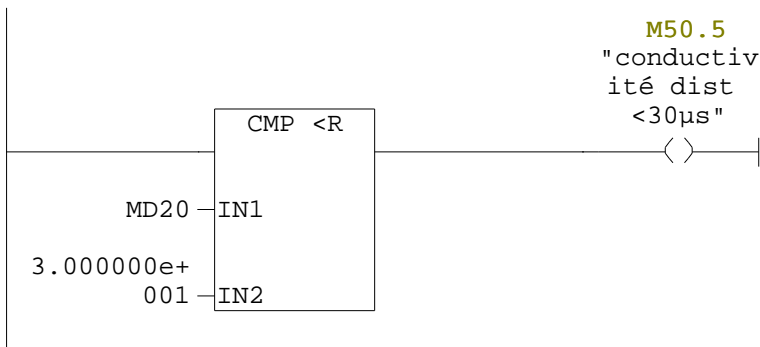 M50.5
"conductiv
ité dist
<30µs"
CMP <R
MD20
IN1
3.000000e+
001
IN2